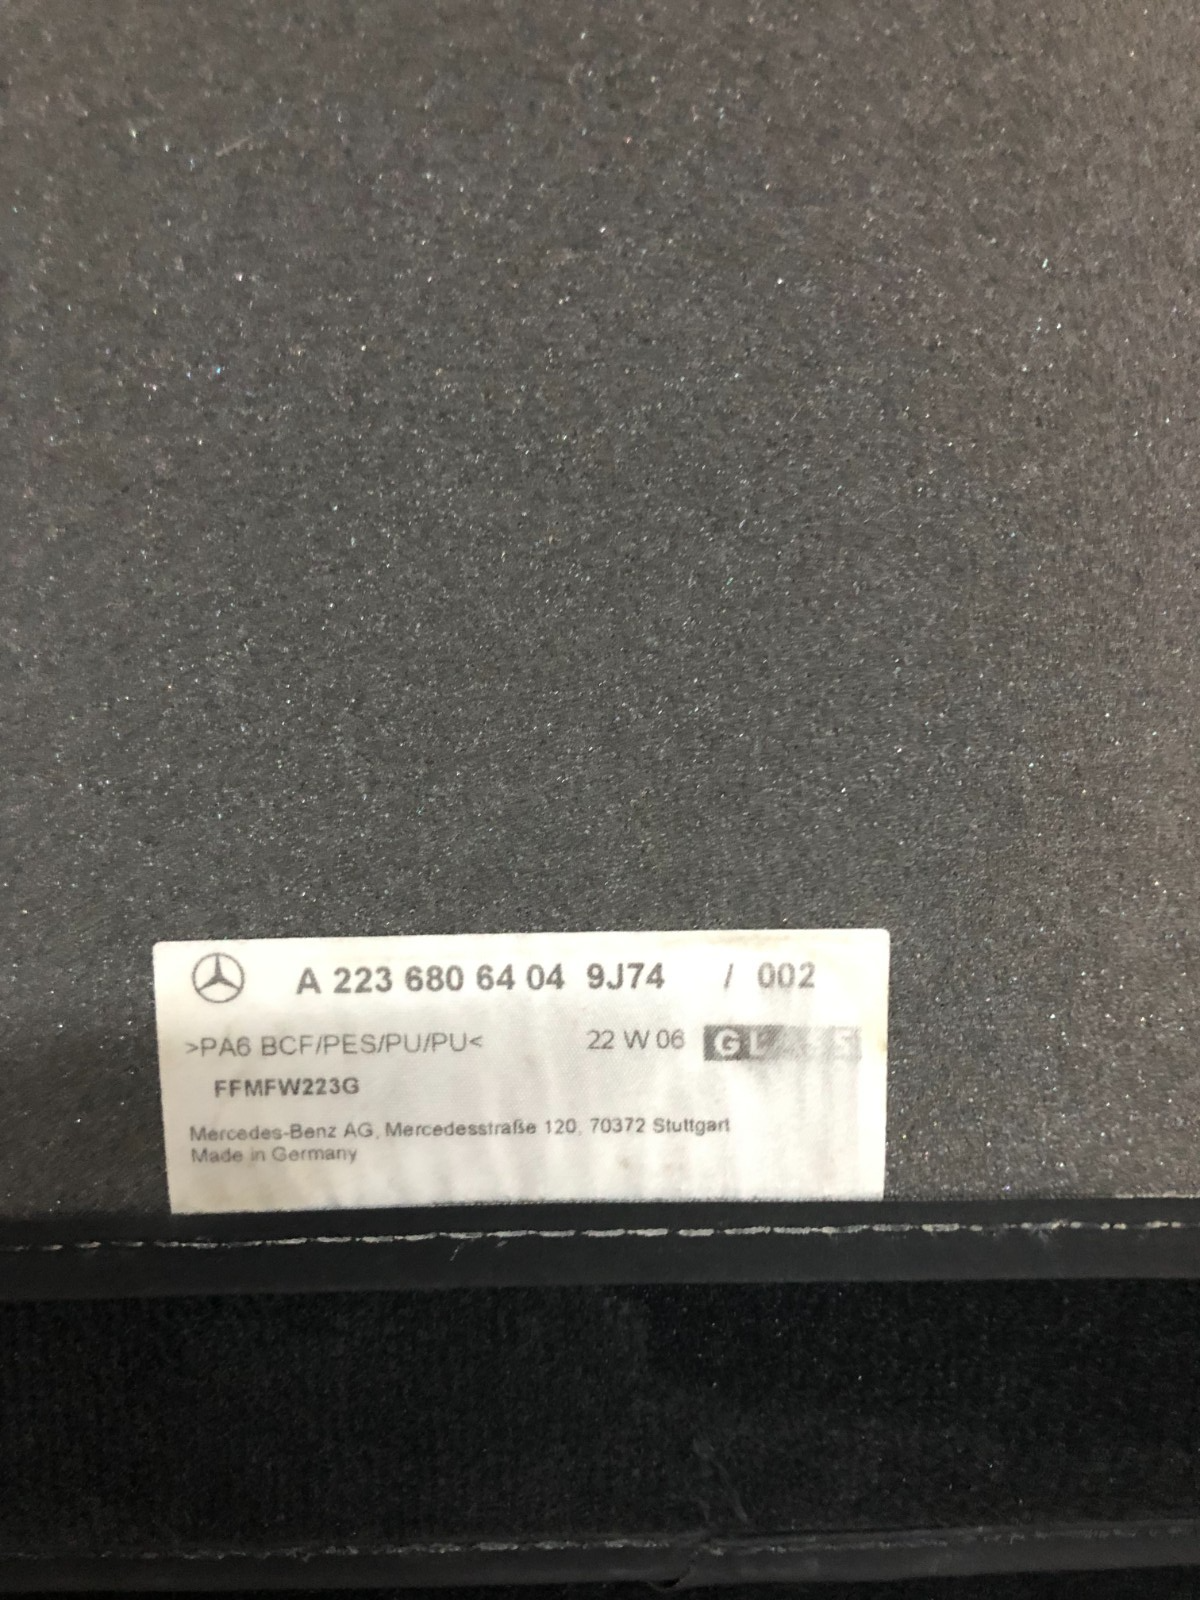 A 223 680 64 04 9J74 / 002
>PA6 BCF/PES/PU/PU< 22 W 06 GLASS
FFMFW223G
Mercedes-Benz AG, Mercedesstraße 120, 70372 Stuttgart
Made in Germany